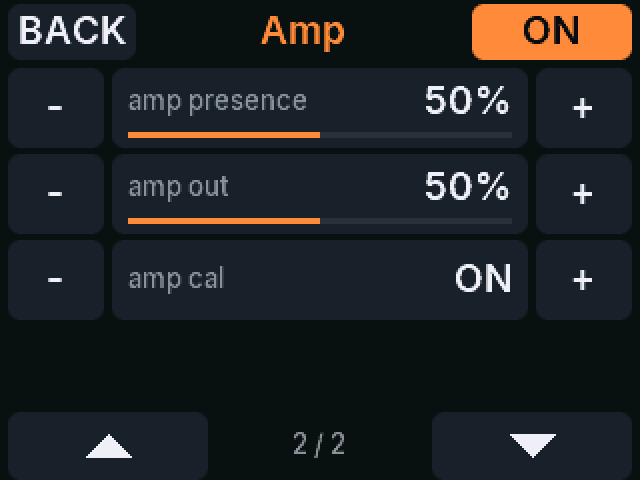 BACK Amp ON
- amp presence 50% +
- amp out 50% +
- amp cal ON +
2 / 2